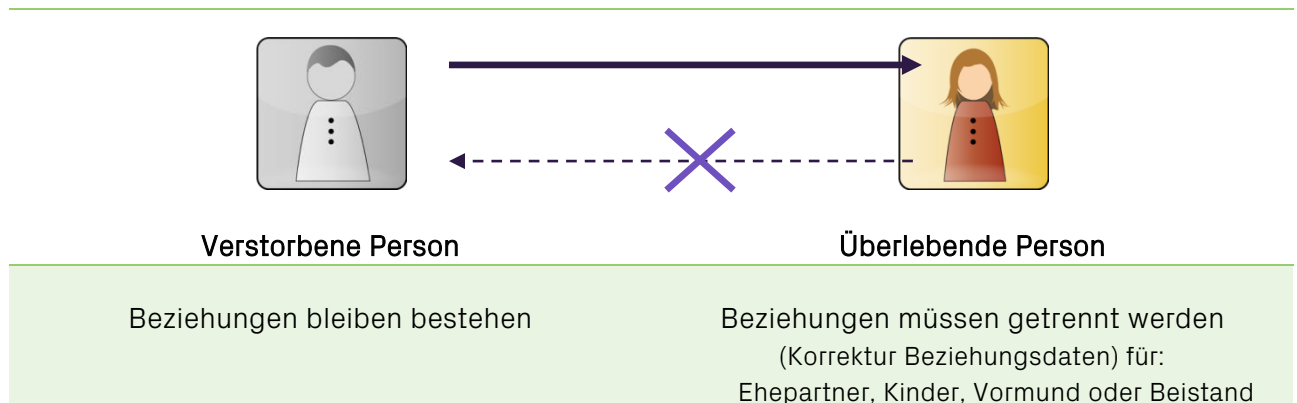 Verstorbene Person
Überlebende Person
Beziehungen bleiben bestehen
Beziehungen müssen getrennt werden
(Korrektur Beziehungsdaten) für:
Ehepartner, Kinder, Vormund oder Beistand